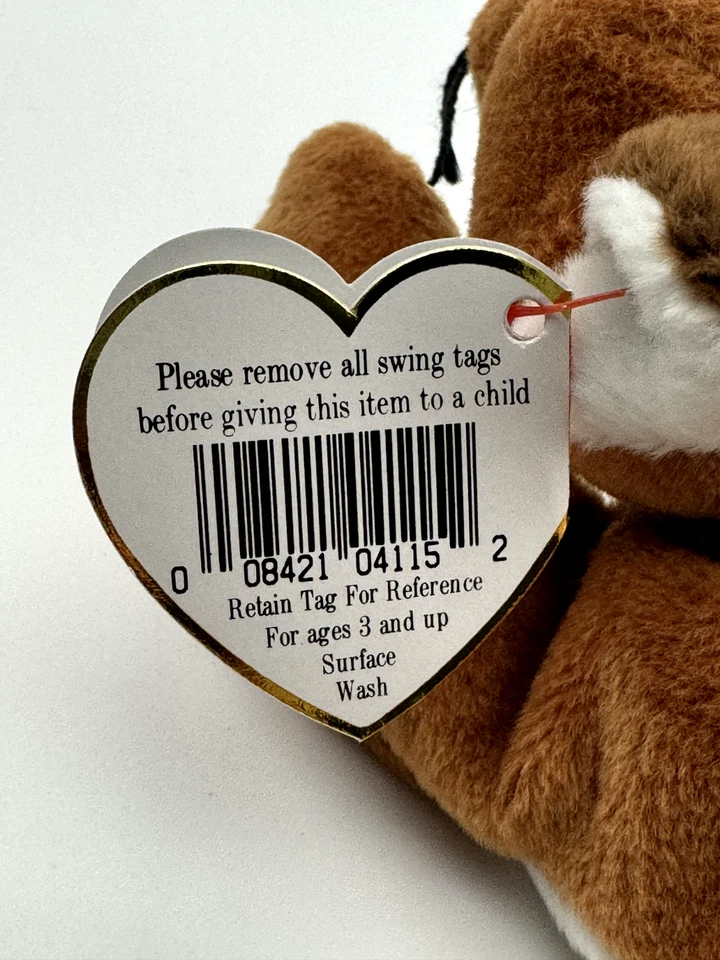 Please remove all swing tags
before giving this item to a child
0 08421 04115 2
Retain Tag For Reference
For ages 3 and up
Surface
Wash